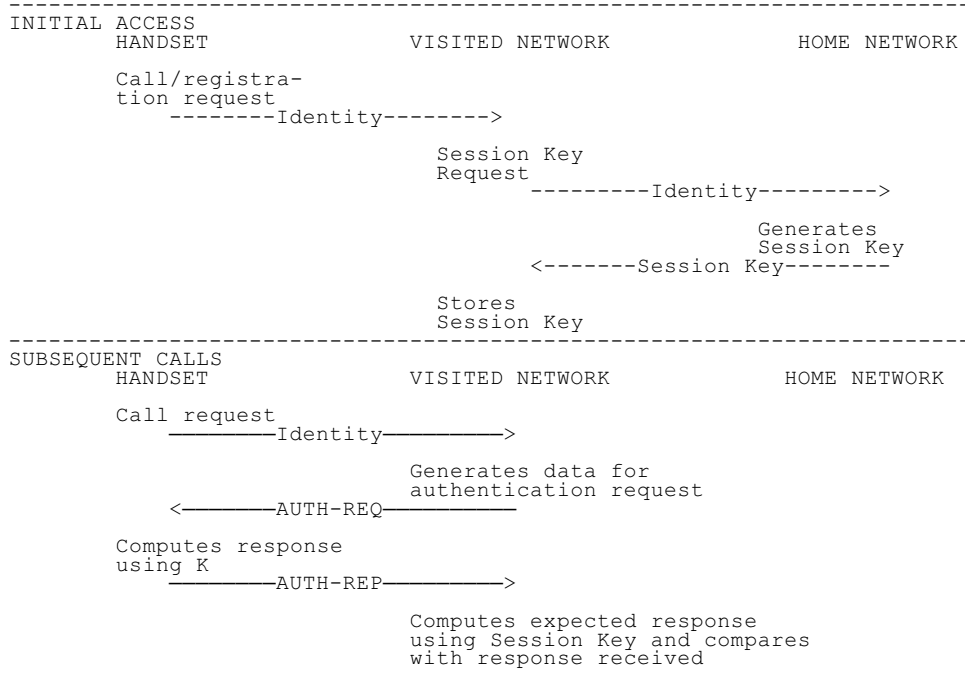 --------------------------------------------------------------------------
INITIAL ACCESS
HANDSET VISITED NETWORK HOME NETWORK
Call/registra-
tion request
--------Identity-------->
Session Key
Request
---------Identity--------->
Generates
Session Key
<-------Session Key--------
Stores
Session Key
--------------------------------------------------------------------------
SUBSEQUENT CALLS
HANDSET VISITED NETWORK HOME NETWORK
Call request
————————Identity—————————>
Generates data for
authentication request
<———————AUTH-REQ——————————
Computes response
using K
————————AUTH-REP—————————>
Computes expected response
using Session Key and compares
with response received